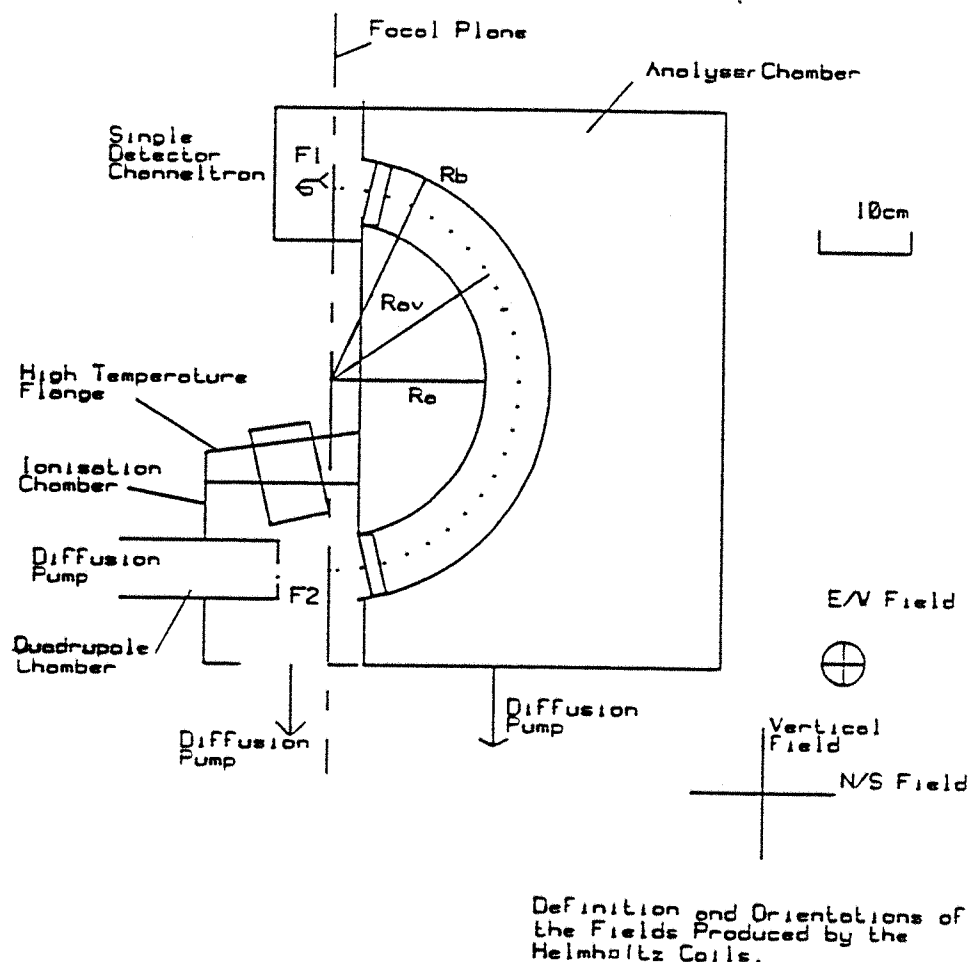 Focal Plane
Analyser Chamber
Single
Detector
Channeltron
F1
Rb
10cm
Rav
High Temperature
Flange
Ra
Ionisation
Chamber
Diffusion
Pump
F2
E/W Field
Quadrupole
Chamber
Diffusion
Pump
Diffusion
Pump
Vertical
Field
N/S Field
Definition and Orientations of
the Fields Produced by the
Helmholtz Coils.